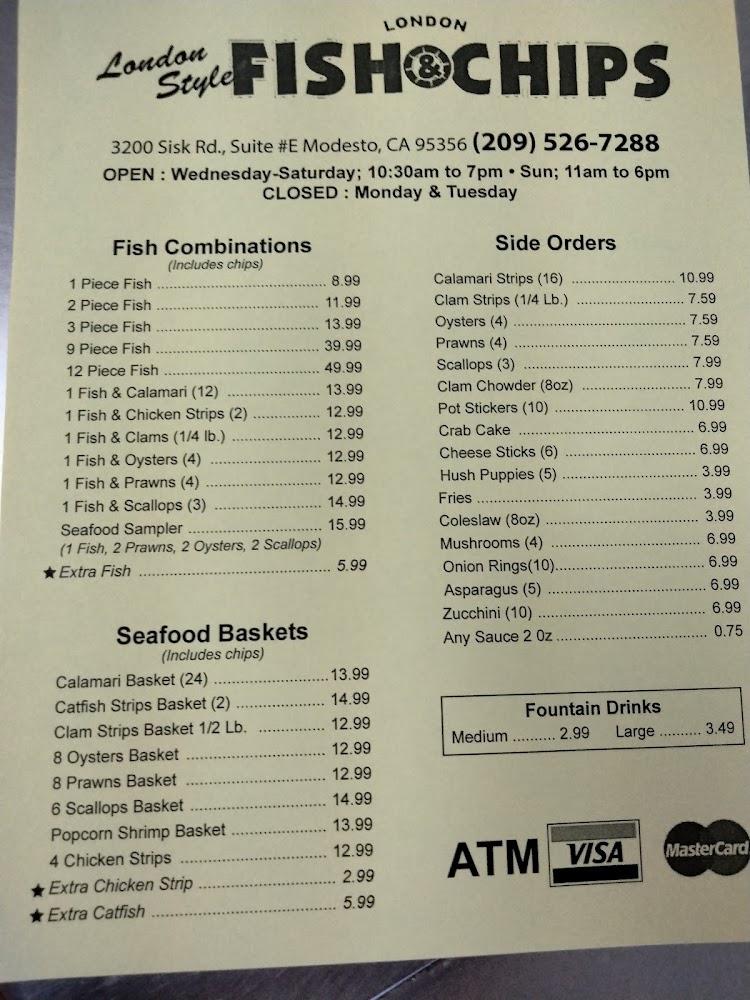 LONDON
London Style FISH & CHIPS
3200 Sisk Rd., Suite #E Modesto, CA 95356 (209) 526-7288
OPEN : Wednesday-Saturday; 10:30am to 7pm • Sun; 11am to 6pm
CLOSED : Monday & Tuesday
Fish Combinations
(Includes chips)
1 Piece Fish 8.99
2 Piece Fish 11.99
3 Piece Fish 13.99
9 Piece Fish 39.99
12 Piece Fish 49.99
1 Fish & Calamari (12) 13.99
1 Fish & Chicken Strips (2) 12.99
1 Fish & Clams (1/4 lb.) 12.99
1 Fish & Oysters (4) 12.99
1 Fish & Prawns (4) 12.99
1 Fish & Scallops (3) 14.99
Seafood Sampler 15.99
(1 Fish, 2 Prawns, 2 Oysters, 2 Scallops)
★ Extra Fish 5.99
Seafood Baskets
(Includes chips)
Calamari Basket (24) 13.99
Catfish Strips Basket (2) 14.99
Clam Strips Basket 1/2 Lb. 12.99
8 Oysters Basket 12.99
8 Prawns Basket 12.99
6 Scallops Basket 14.99
Popcorn Shrimp Basket 13.99
4 Chicken Strips 12.99
★ Extra Chicken Strip 2.99
★ Extra Catfish 5.99
Side Orders
Calamari Strips (16) 10.99
Clam Strips (1/4 Lb.) 7.59
Oysters (4) 7.59
Prawns (4) 7.59
Scallops (3) 7.99
Clam Chowder (8oz) 7.99
Pot Stickers (10) 10.99
Crab Cake 6.99
Cheese Sticks (6) 6.99
Hush Puppies (5) 3.99
Fries 3.99
Coleslaw (8oz) 3.99
Mushrooms (4) 6.99
Onion Rings(10) 6.99
Asparagus (5) 6.99
Zucchini (10) 6.99
Any Sauce 2 0z 0.75
Fountain Drinks
Medium 2.99 Large 3.49
ATM VISA MasterCard